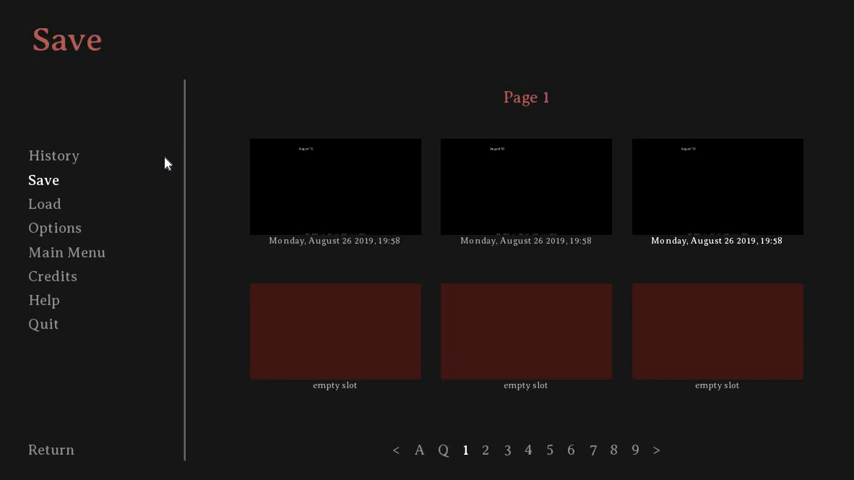 Save
Page 1
History
Save
Load
Options
Main Menu
Credits
Help
Quit
Return
Monday, August 26 2019, 19:58
Monday, August 26 2019, 19:58
Monday, August 26 2019, 19:58
empty slot
empty slot
empty slot
< A Q 1 2 3 4 5 6 7 8 9 >